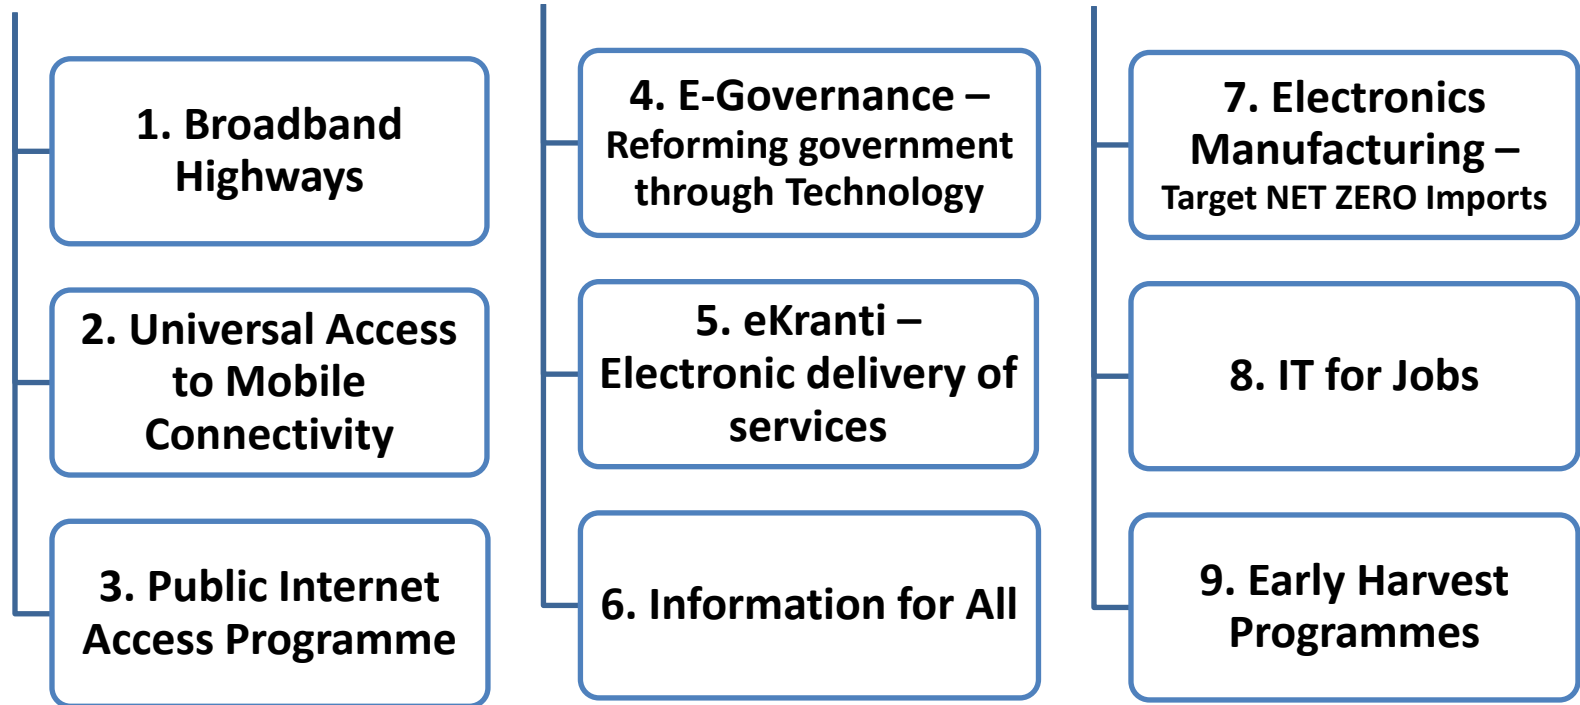 1. Broadband
Highways
2. Universal Access
to Mobile
Connectivity
3. Public Internet
Access Programme
4. E-Governance –
Reforming government
through Technology
5. eKranti –
Electronic delivery of
services
6. Information for All
7. Electronics
Manufacturing –
Target NET ZERO Imports
8. IT for Jobs
9. Early Harvest
Programmes